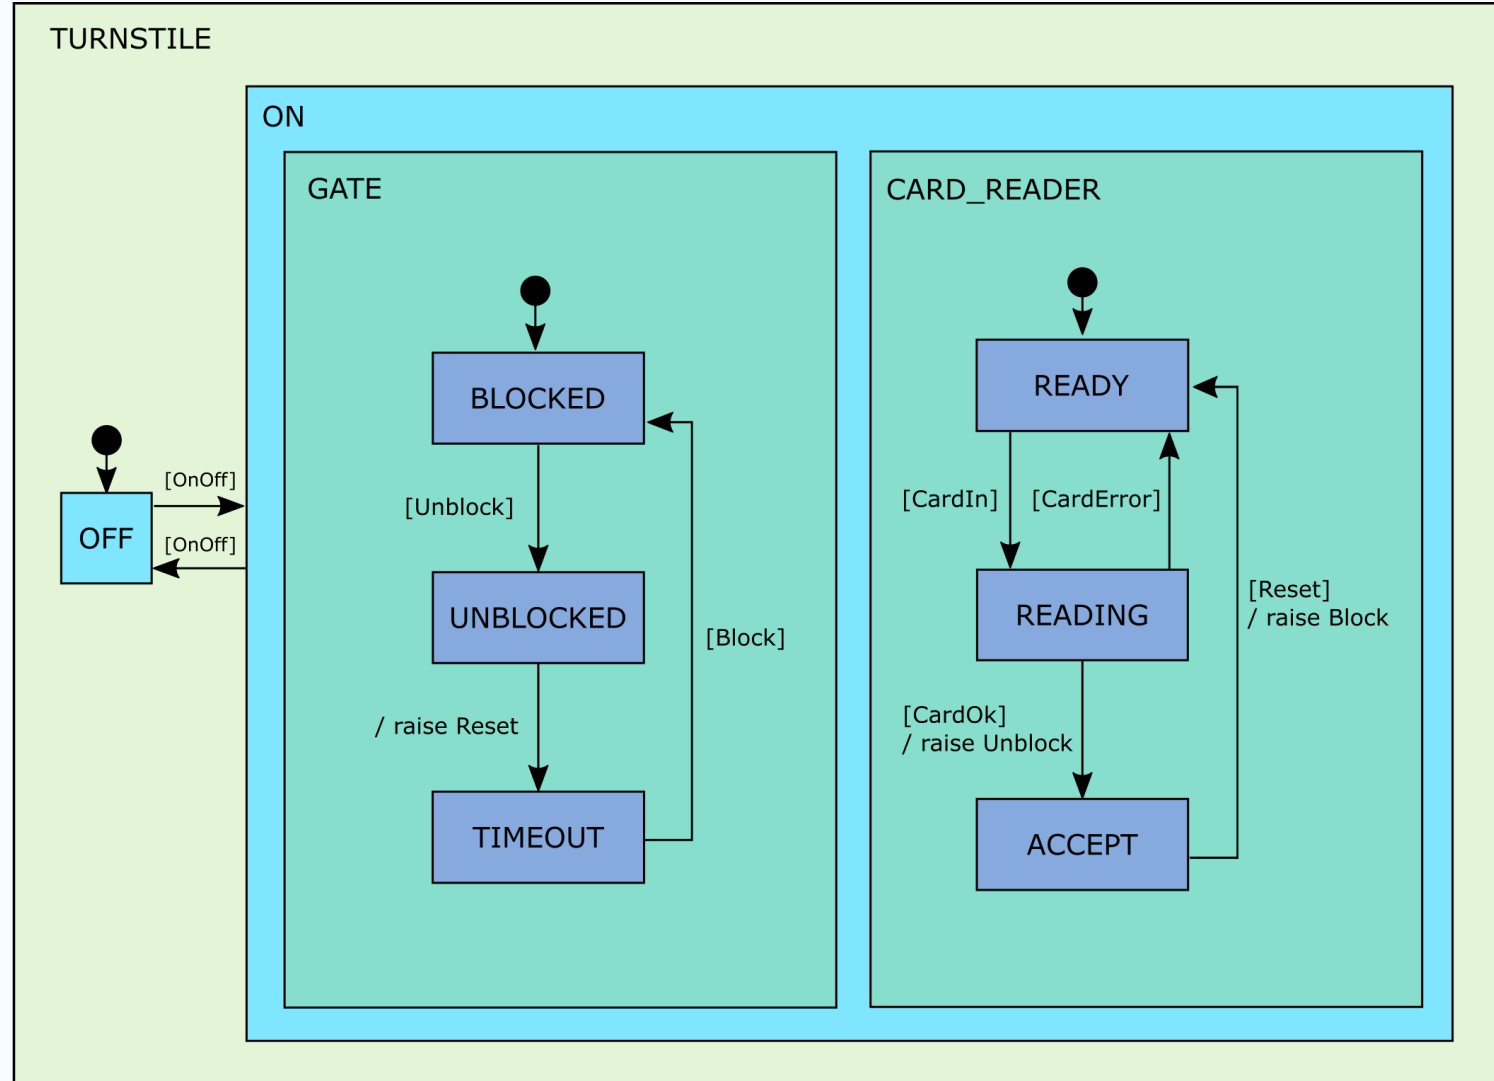 TURNSTILE
ON
GATE
CARD_READER
BLOCKED
READY
[OnOff]
[Unblock]
[CardIn]
[CardError]
OFF
[OnOff]
UNBLOCKED
READING
[Reset]
/ raise Block
[Block]
/ raise Reset
[CardOk]
/ raise Unblock
TIMEOUT
ACCEPT